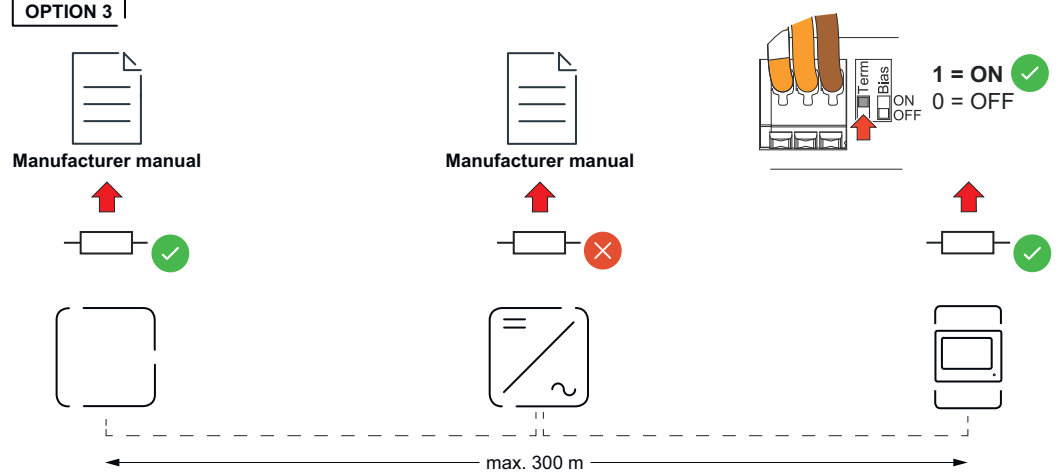 OPTION 3
Manufacturer manual
Manufacturer manual
Term
Bias
ON
OFF
1 = ON
0 = OFF
max. 300 m